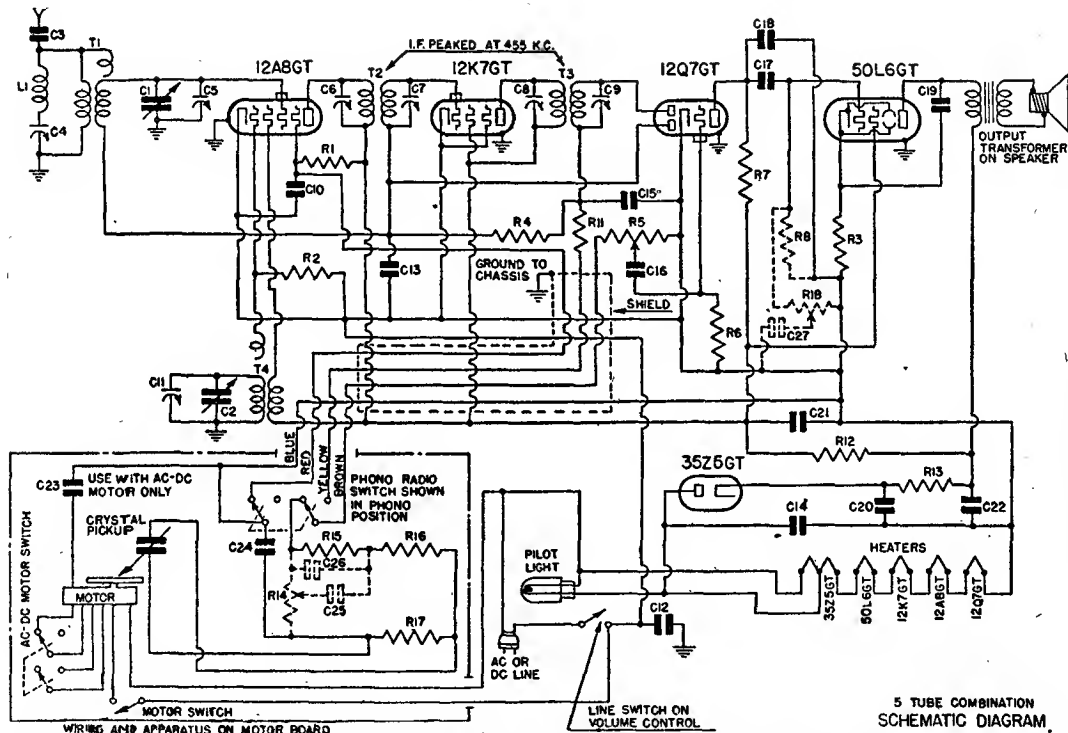 I.F. PEAKED AT 455 K.C.
C3
T1
L1
C4
C1
C5
12A8GT
C6
T2
C7
12K7GT
C8
T3
C9
12Q7GT
C18
C17
50L6GT
C19
OUTPUT
TRANSFORMER
ON SPEAKER
R1
C10
R2
R4
C13
C15
R11
R5
C16
GROUND TO
CHASSIS
SHIELD
R6
R7
R8
R3
R18
C27
C11
C2
T4
BLUE
RED
YELLOW
BROWN
C21
R12
35Z5GT
R13
C14
C20
C22
C23
USE WITH AC-DC
MOTOR ONLY
CRYSTAL
PICKUP
PHONO RADIO
SWITCH SHOWN
IN PHONO
POSITION
C24
R15
R16
C26
R14
C25
R17
PILOT
LIGHT
HEATERS
35Z5GT
50L6GT
12K7GT
12A8GT
12Q7GT
AC-DC MOTOR SWITCH
MOTOR
C12
AC OR
DC LINE
MOTOR SWITCH
LINE SWITCH ON
VOLUME CONTROL
WIRING AND APPARATUS ON MOTOR BOARD
5 TUBE COMBINATION
SCHEMATIC DIAGRAM